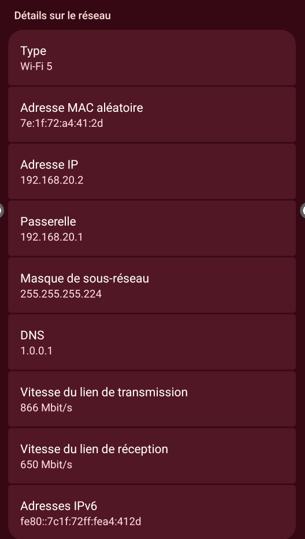 Détails sur le réseau
Type
Wi-Fi 5
Adresse MAC aléatoire
7e:1f:72:a4:41:2d
Adresse IP
192.168.20.2
Passerelle
192.168.20.1
Masque de sous-réseau
255.255.255.224
DNS
1.0.0.1
Vitesse du lien de transmission
866 Mbit/s
Vitesse du lien de réception
650 Mbit/s
Adresses IPv6
fe80::7c1f:72ff:fea4:412d